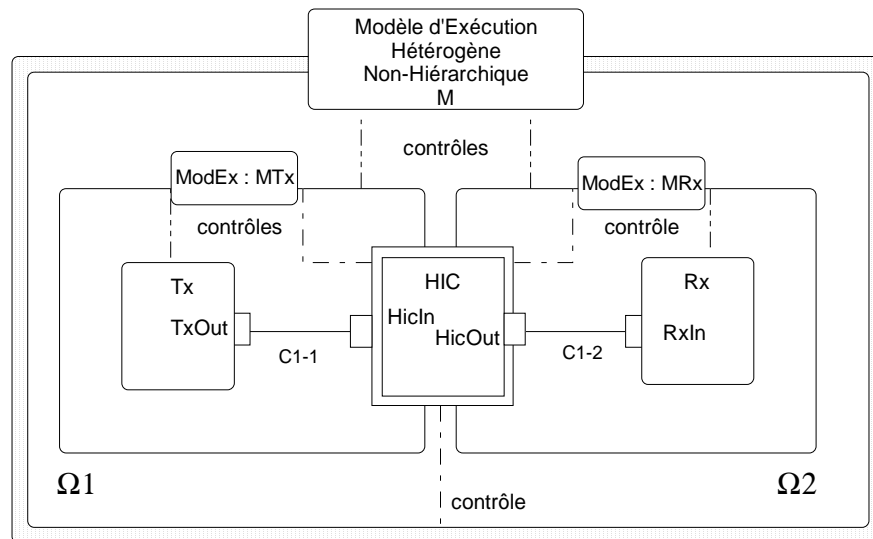 Modèle d'Exécution
Hétérogène
Non-Hiérarchique
M
contrôles
ModEx : MTx
ModEx : MRx
contrôles
contrôle
Tx
HIC
Rx
TxOut
HicIn
HicOut
RxIn
C1-1
C1-2
Ω1
Ω2
contrôle